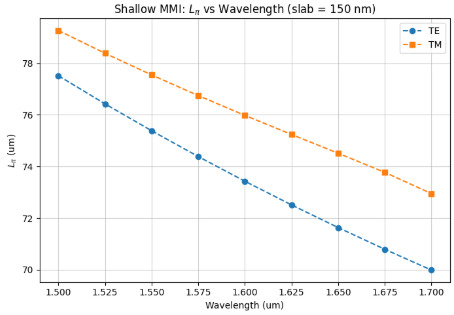 Shallow MMI: Lπ vs Wavelength (slab = 150 nm)
TE
TM
78
76
74
72
70
Lπ (um)
1.500 1.525 1.550 1.575 1.600 1.625 1.650 1.675 1.700
Wavelength (um)